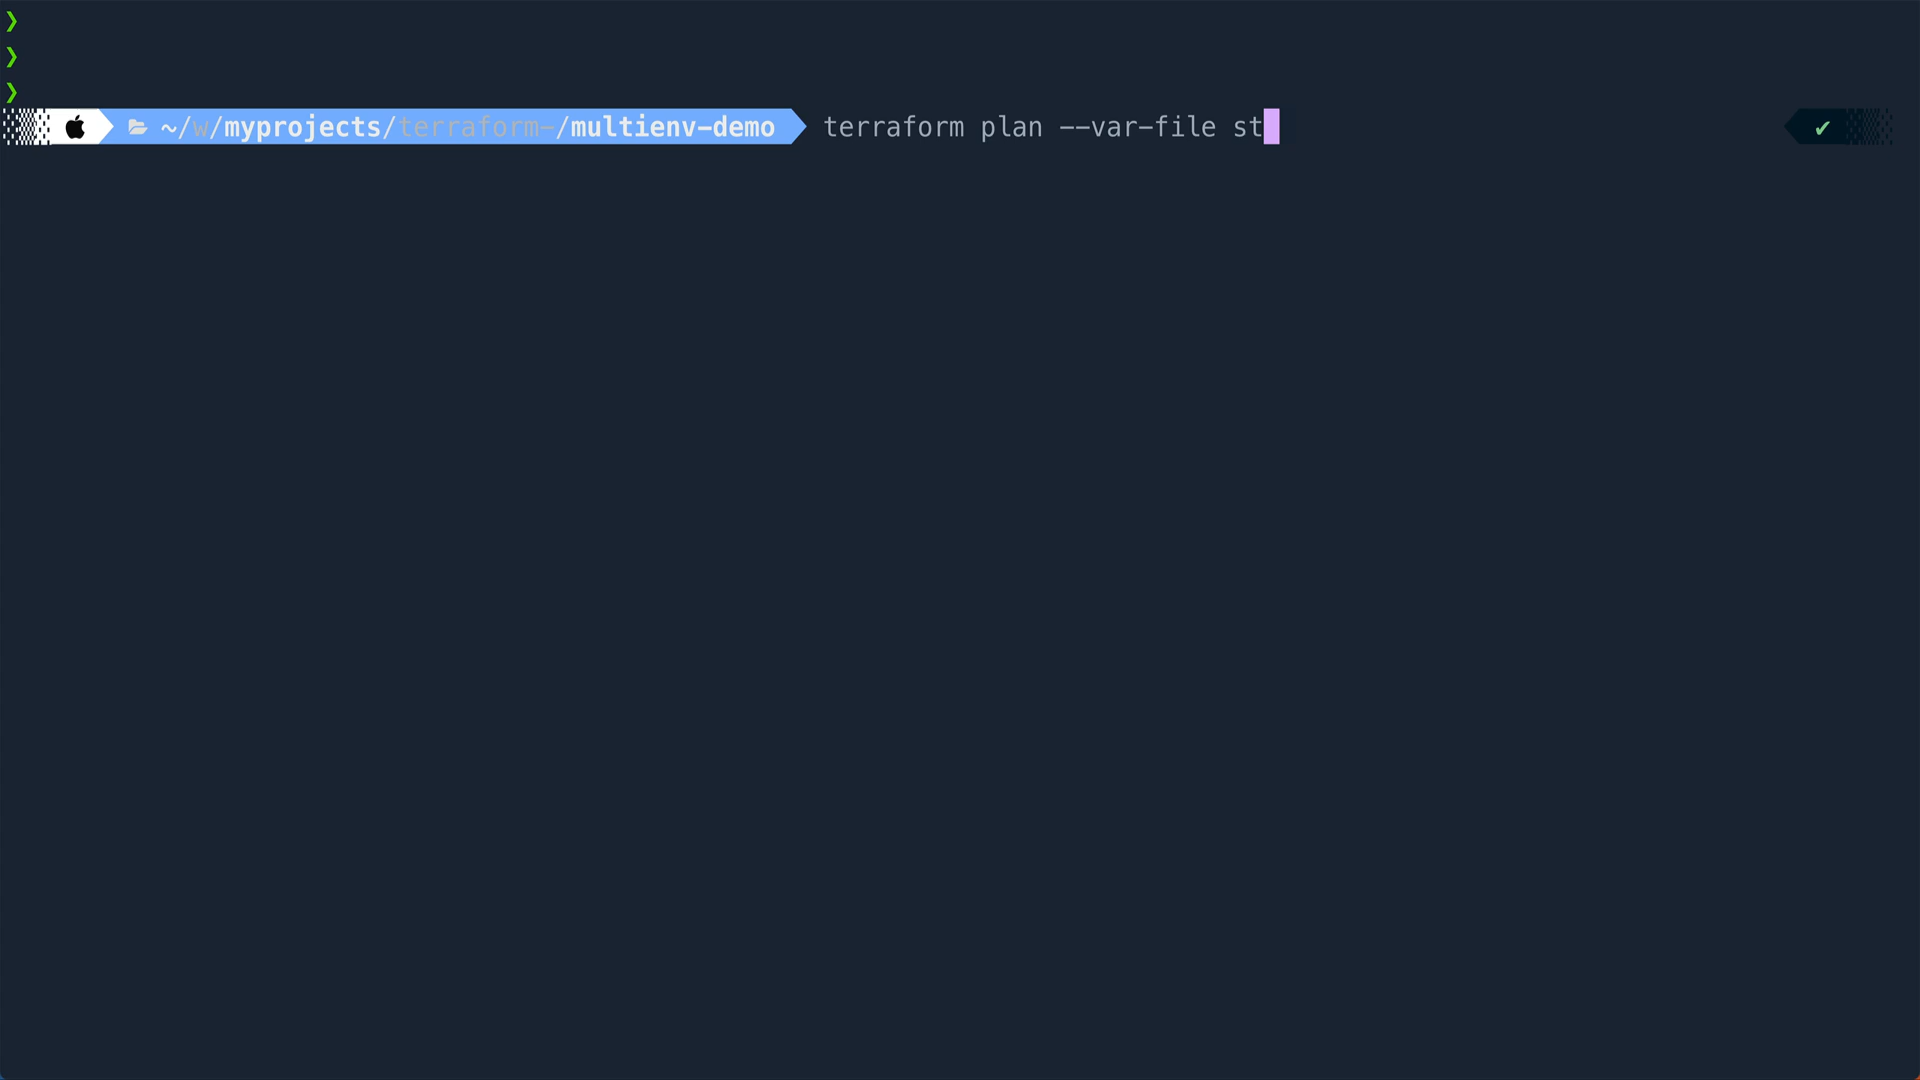 ❯
❯
❯
~/w/myprojects/terraform-/multienv-demo terraform plan --var-file st ✔